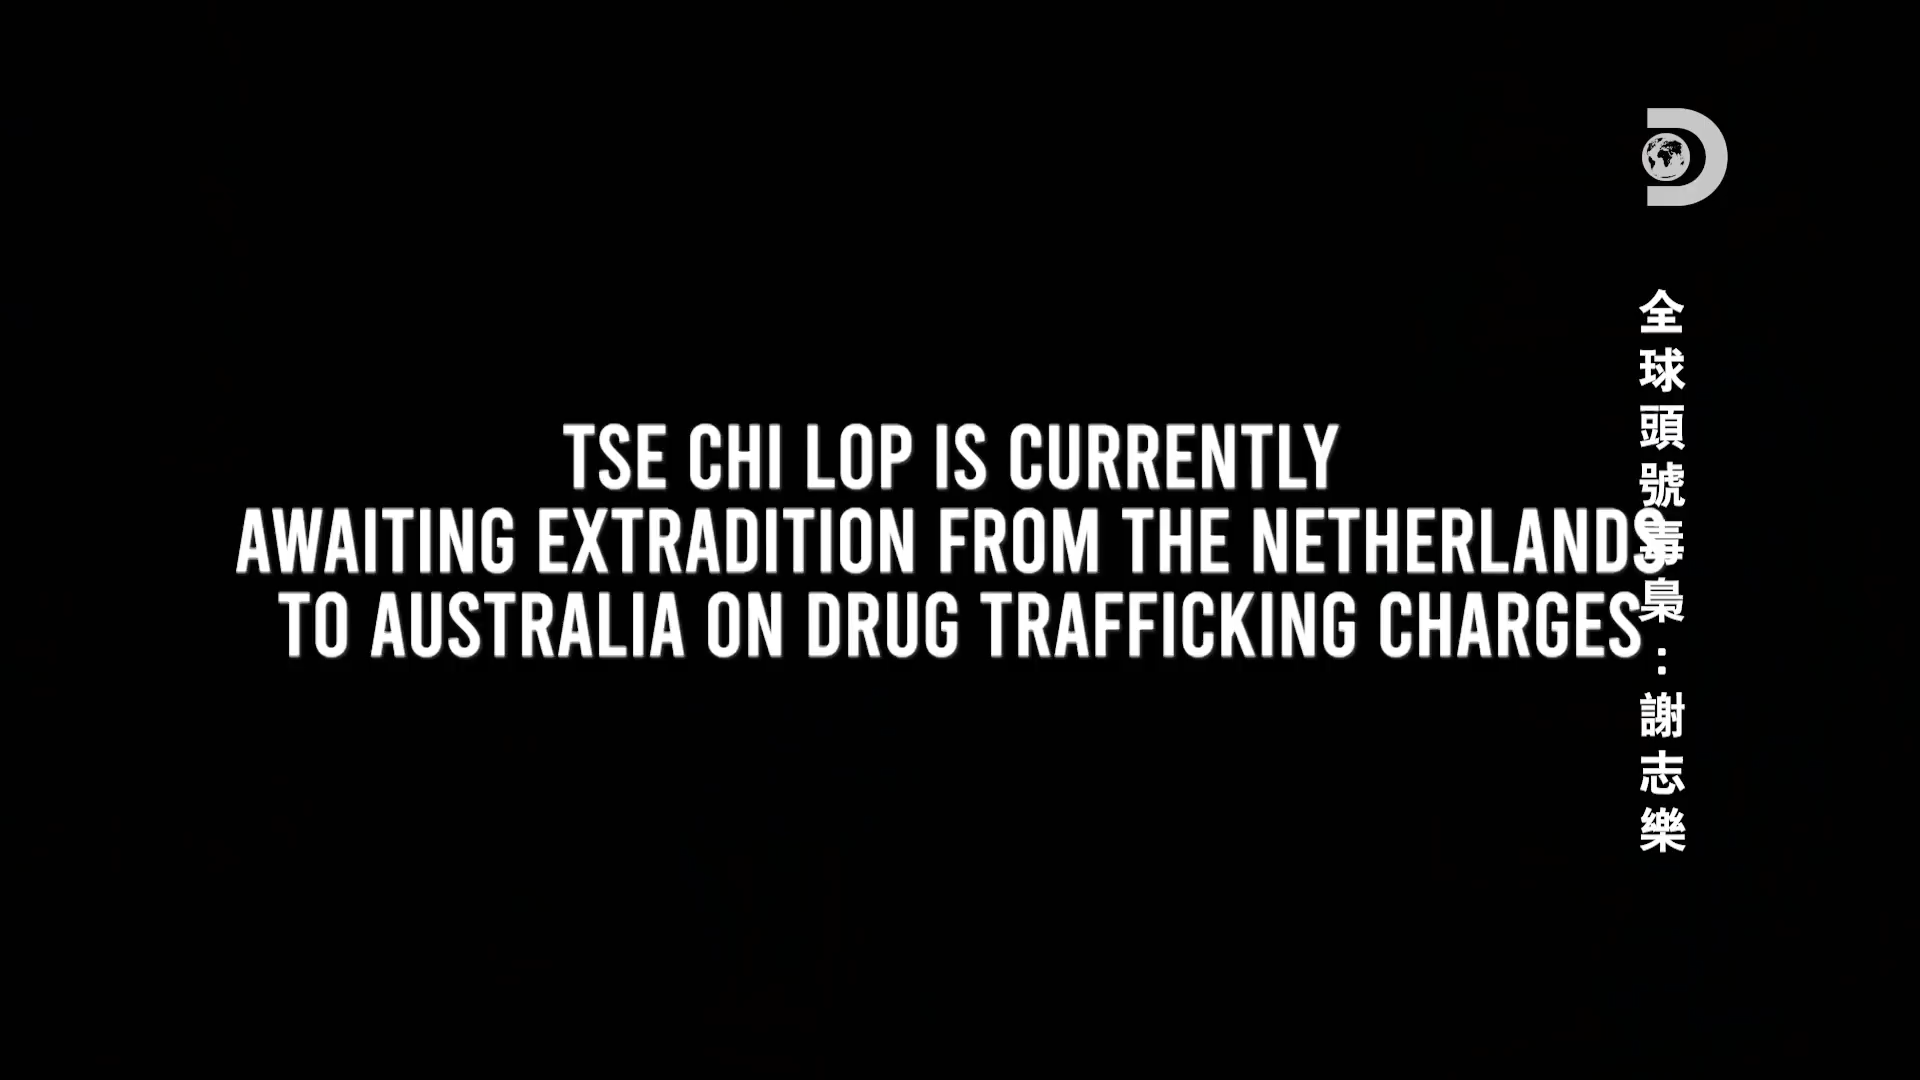 TSE CHI LOP IS CURRENTLY
AWAITING EXTRADITION FROM THE NETHERLANDS
TO AUSTRALIA ON DRUG TRAFFICKING CHARGES
全球頭號毒梟：謝志樂